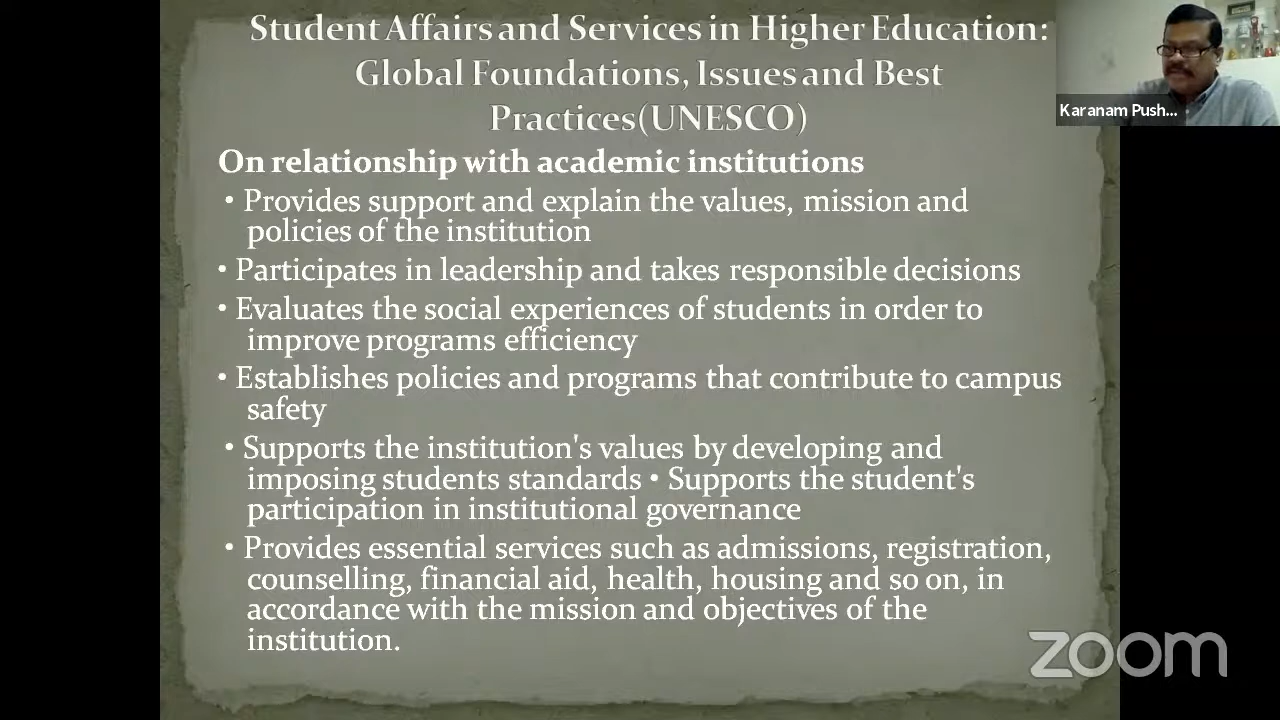 Student Affairs and Services in Higher Education:
Global Foundations, Issues and Best
Practices(UNESCO)
Karanam Push...
On relationship with academic institutions
• Provides support and explain the values, mission and
policies of the institution
• Participates in leadership and takes responsible decisions
• Evaluates the social experiences of students in order to
improve programs efficiency
• Establishes policies and programs that contribute to campus
safety
• Supports the institution's values by developing and
imposing students standards • Supports the student's
participation in institutional governance
• Provides essential services such as admissions, registration,
counselling, financial aid, health, housing and so on, in
accordance with the mission and objectives of the
institution.
zoom